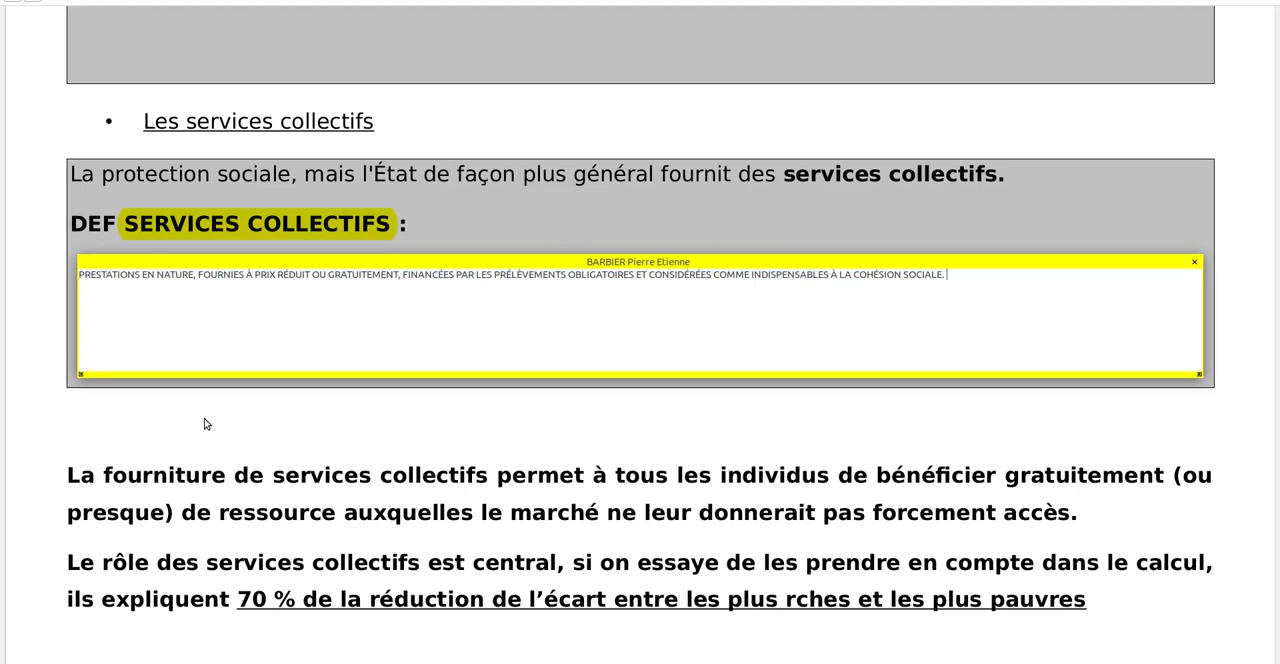 • Les services collectifs
La protection sociale, mais l'État de façon plus général fournit des services collectifs.
DEF SERVICES COLLECTIFS :
BARBIER Pierre Etienne ×
PRESTATIONS EN NATURE, FOURNIES À PRIX RÉDUIT OU GRATUITEMENT, FINANCÉES PAR LES PRÉLÈVEMENTS OBLIGATOIRES ET CONSIDÉRÉES COMME INDISPENSABLES À LA COHÉSION SOCIALE.
La fourniture de services collectifs permet à tous les individus de bénéficier gratuitement (ou
presque) de ressource auxquelles le marché ne leur donnerait pas forcement accès.
Le rôle des services collectifs est central, si on essaye de les prendre en compte dans le calcul,
ils expliquent 70 % de la réduction de l’écart entre les plus rches et les plus pauvres